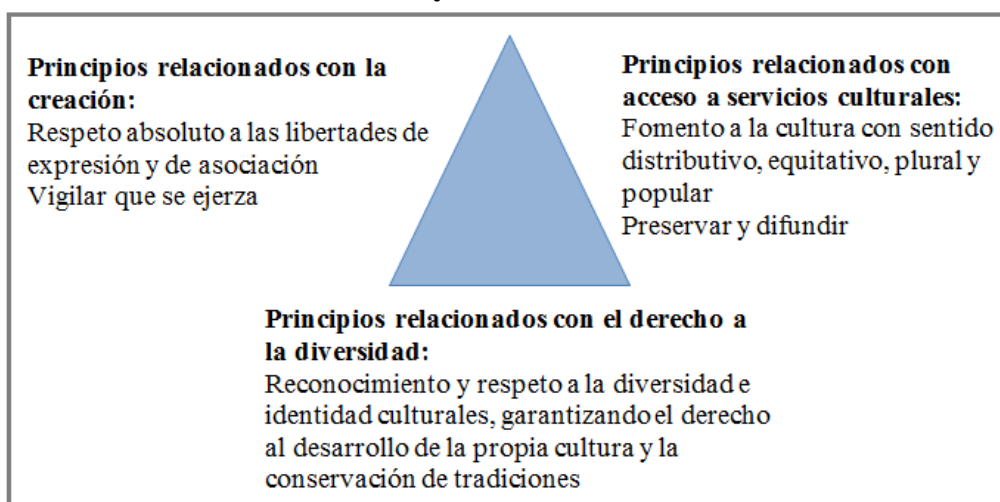 Principios relacionados con la
creación:
Respeto absoluto a las libertades de
expresión y de asociación
Vigilar que se ejerza
Principios relacionados con
acceso a servicios culturales:
Fomento a la cultura con sentido
distributivo, equitativo, plural y
popular
Preservar y difundir
Principios relacionados con el derecho a
la diversidad:
Reconocimiento y respeto a la diversidad e
identidad culturales, garantizando el derecho
al desarrollo de la propia cultura y la
conservación de tradiciones